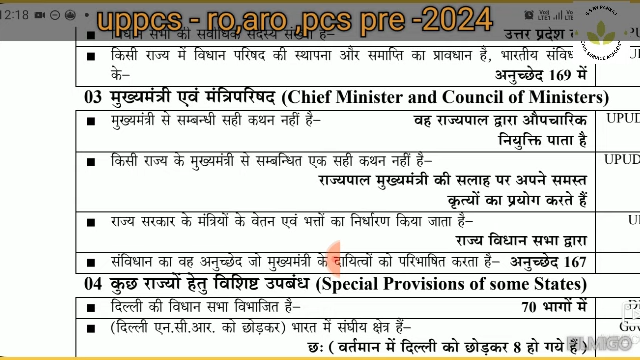 12:18
uppcs - ro,aro ,pcs pre -2024
विधान सभा की सर्वाधिक सदस्य संख्या है- उत्तर प्रदेश
किसी राज्य में विधान परिषद की स्थापना और समाप्ति का प्रावधान है, भारतीय संविधा
के– अनुच्छेद 169 में
03 मुख्यमंत्री एवं मंत्रिपरिषद (Chief Minister and Council of Ministers)
■ मुख्यमंत्री से सम्बन्धी सही कथन नहीं है– वह राज्यपाल द्वारा औपचारिक UPUD
नियुक्ति पाता है
■ किसी राज्य के मुख्यमंत्री से सम्बन्धित एक सही कथन नहीं है– UPUD
राज्यपाल मुख्यमंत्री की सलाह पर अपने समस्त
कृत्यों का प्रयोग करते हैं
■ राज्य सरकार के मंत्रियों के वेतन एवं भत्तों का निर्धारण किया जाता है– U
राज्य विधान सभा द्वारा
■ संविधान का वह अनुच्छेद जो मुख्यमंत्री के दायित्वों को परिभाषित करता है– अनुच्छेद 167
04 कुछ राज्यों हेतु विशिष्ट उपबंध (Special Provisions of some States)
■ दिल्ली की विधान सभा विभाजित है– 70 भागों में
■ (दिल्ली एन.सी.आर. को छोड़कर) भारत में संघीय क्षेत्र हैं– Gov
छः (वर्तमान में दिल्ली को छोड़कर 8 हो गये हैं)
FILMIGO